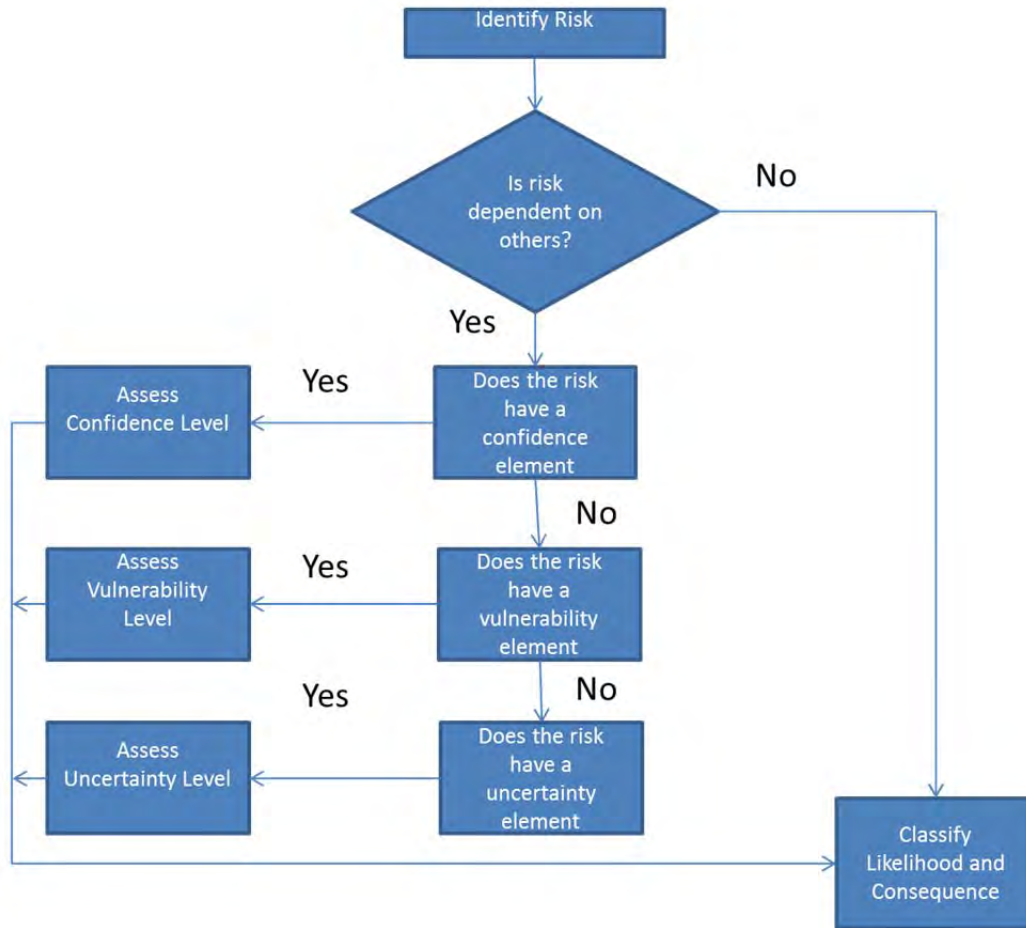 Identify Risk
Is risk
dependent on
others?
No
Yes
Assess
Confidence Level
Yes
Does the risk
have a
confidence
element
No
Assess
Vulnerability
Level
Yes
Does the risk
have a
vulnerability
element
No
Assess
Uncertainty Level
Yes
Does the risk
have a
uncertainty
element
Classify
Likelihood and
Consequence